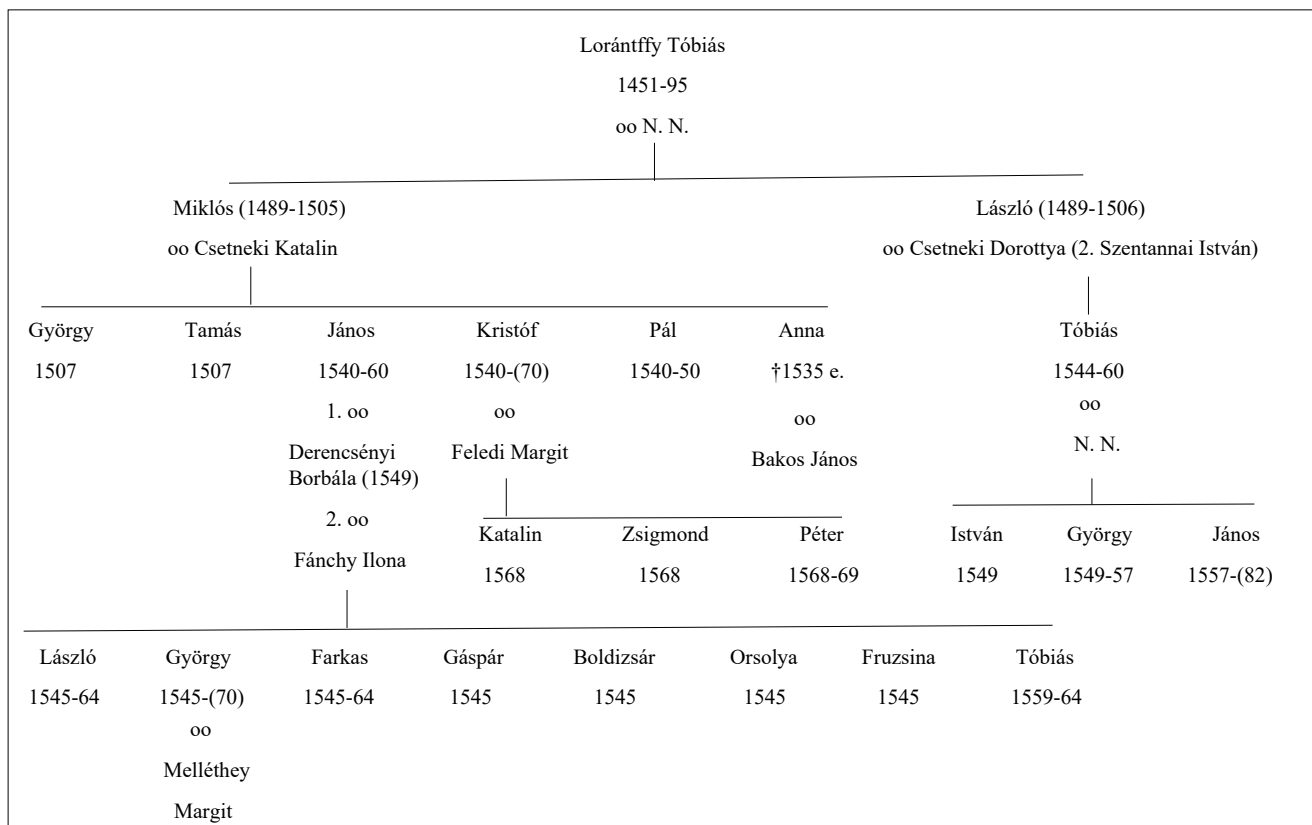 Lorántffy Tóbiás
1451-95
oo N. N.
Miklós (1489-1505) László (1489-1506)
oo Csetneki Katalin oo Csetneki Dorottya (2. Szentannai István)
György Tamás János Kristóf Pál Anna Tóbiás
1507 1507 1540-60 1540-(70) 1540-50 †1535 e. 1544-60
1. oo oo oo oo
Derencsényi Feledi Margit Bakos János N. N.
Borbála (1549)
2. oo
Fánchy Ilona
Katalin Zsigmond Péter István György János
1568 1568 1568-69 1549 1549-57 1557-(82)
László György Farkas Gáspár Boldizsár Orsolya Fruzsina Tóbiás
1545-64 1545-(70) 1545-64 1545 1545 1545 1545 1559-64
oo
Melléthey
Margit